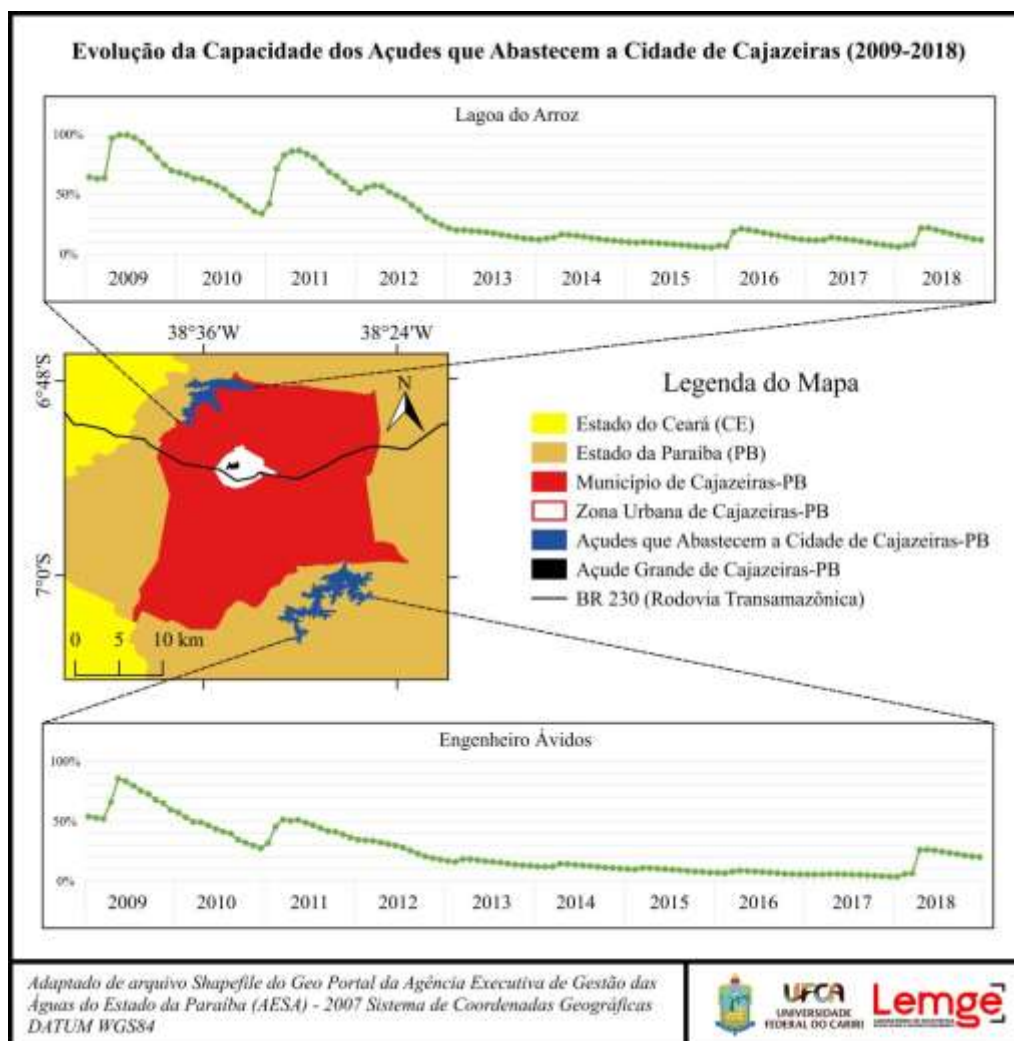 Evolução da Capacidade dos Açudes que Abastecem a Cidade de Cajazeiras (2009-2018)
Lagoa do Arroz
100%
50%
0%
2009 2010 2011 2012 2013 2014 2015 2016 2017 2018
38°36'W 38°24'W
6°48'S
7°0'S
N
0 5 10 km
Legenda do Mapa
Estado do Ceará (CE)
Estado da Paraíba (PB)
Município de Cajazeiras-PB
Zona Urbana de Cajazeiras-PB
Açudes que Abastecem a Cidade de Cajazeiras-PB
Açude Grande de Cajazeiras-PB
BR 230 (Rodovia Transamazônica)
Engenheiro Ávidos
100%
50%
0%
2009 2010 2011 2012 2013 2014 2015 2016 2017 2018
Adaptado de arquivo Shapefile do Geo Portal da Agência Executiva de Gestão das
Águas do Estado da Paraíba (AESA) - 2007 Sistema de Coordenadas Geográficas
DATUM WGS84
UFCA
UNIVERSIDADE
FEDERAL DO CARIRI
Lemge